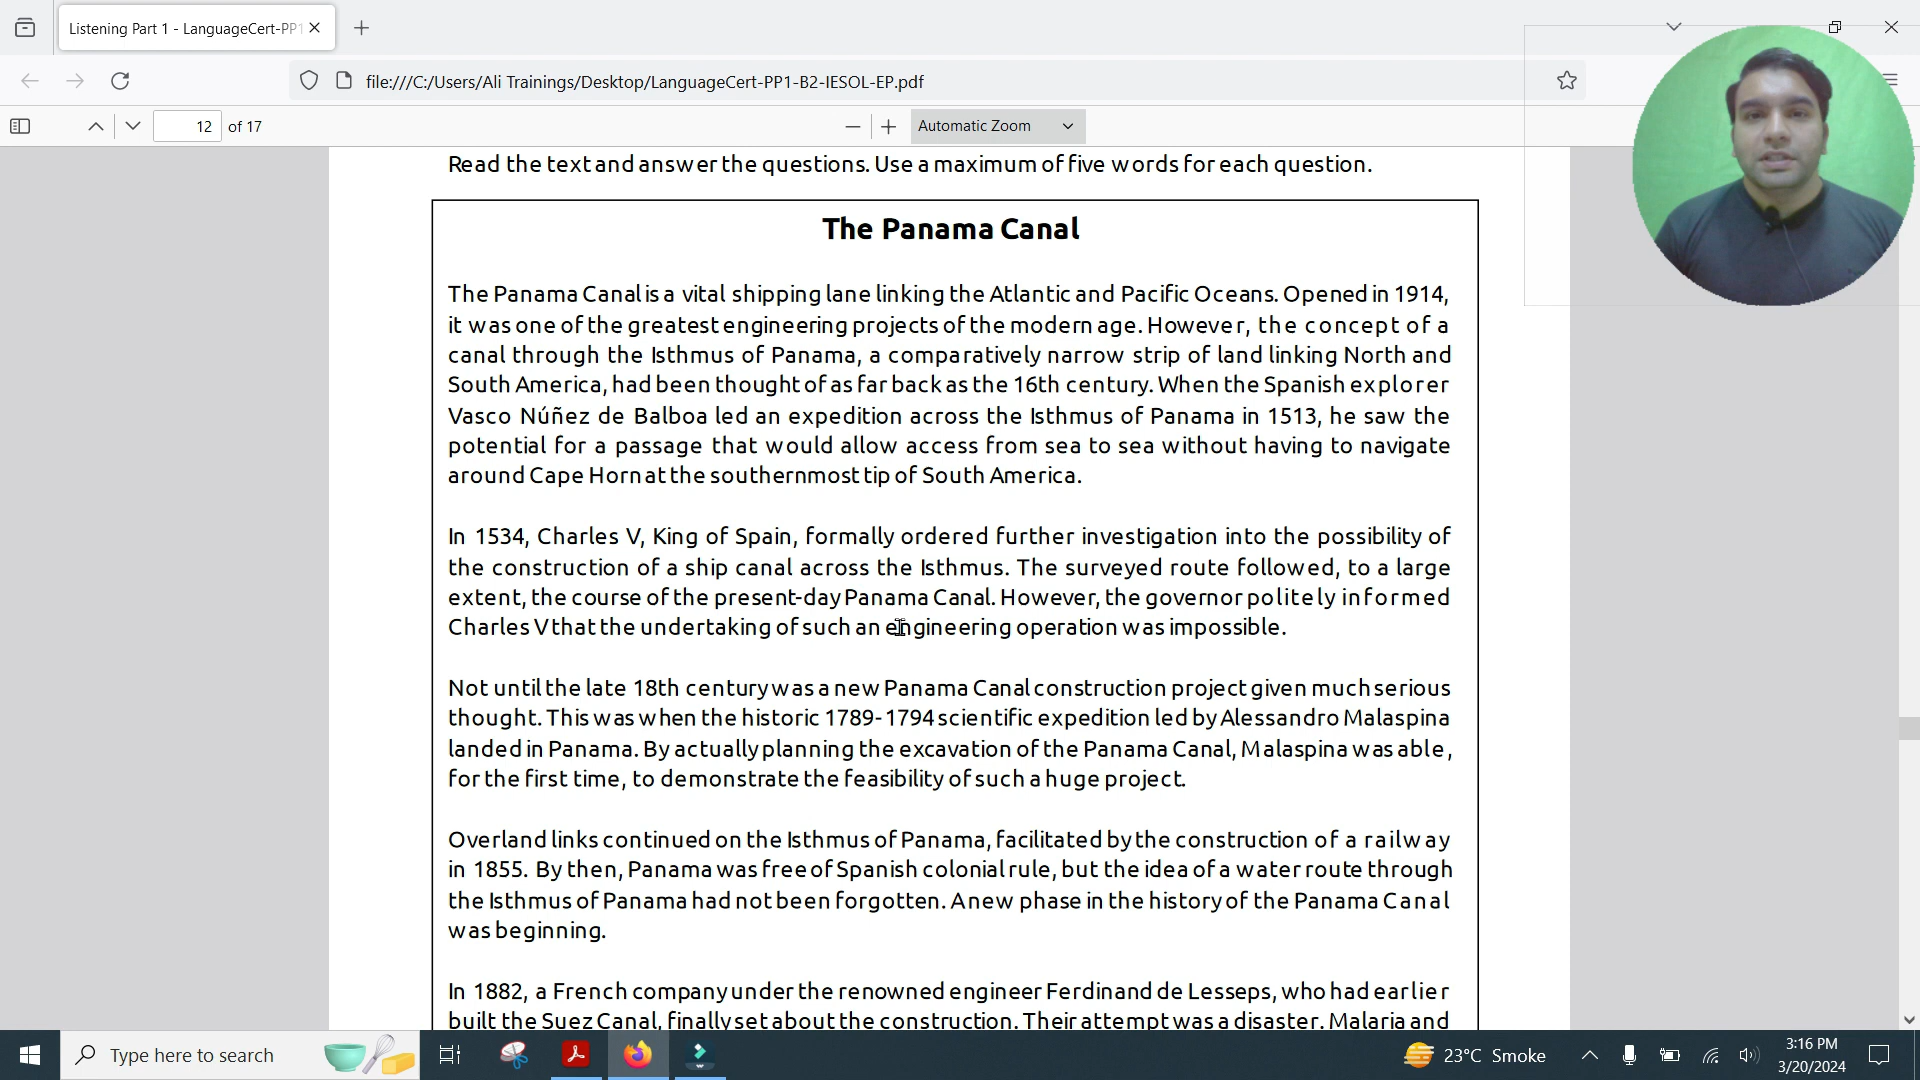 Listening Part 1 - LanguageCert-PP1
file:///C:/Users/Ali Trainings/Desktop/LanguageCert-PP1-B2-IESOL-EP.pdf
12 of 17
Automatic Zoom
Read the text and answer the questions. Use a maximum of five words for each question.
The Panama Canal
The Panama Canal is a vital shipping lane linking the Atlantic and Pacific Oceans. Opened in 1914,
it was one of the greatest engineering projects of the modern age. However, the concept of a
canal through the Isthmus of Panama, a comparatively narrow strip of land linking North and
South America, had been thought of as far back as the 16th century. When the Spanish explorer
Vasco Núñez de Balboa led an expedition across the Isthmus of Panama in 1513, he saw the
potential for a passage that would allow access from sea to sea without having to navigate
around Cape Horn at the southernmost tip of South America.
In 1534, Charles V, King of Spain, formally ordered further investigation into the possibility of
the construction of a ship canal across the Isthmus. The surveyed route followed, to a large
extent, the course of the present-day Panama Canal. However, the governor politely informed
Charles V that the undertaking of such an engineering operation was impossible.
Not until the late 18th century was a new Panama Canal construction project given much serious
thought. This was when the historic 1789-1794 scientific expedition led by Alessandro Malaspina
landed in Panama. By actually planning the excavation of the Panama Canal, Malaspina was able,
for the first time, to demonstrate the feasibility of such a huge project.
Overland links continued on the Isthmus of Panama, facilitated by the construction of a railway
in 1855. By then, Panama was free of Spanish colonial rule, but the idea of a water route through
the Isthmus of Panama had not been forgotten. A new phase in the history of the Panama Canal
was beginning.
In 1882, a French company under the renowned engineer Ferdinand de Lesseps, who had earlier
built the Suez Canal, finally set about the construction. Their attempt was a disaster. Malaria and
Type here to search
23°C Smoke
3:16 PM
3/20/2024